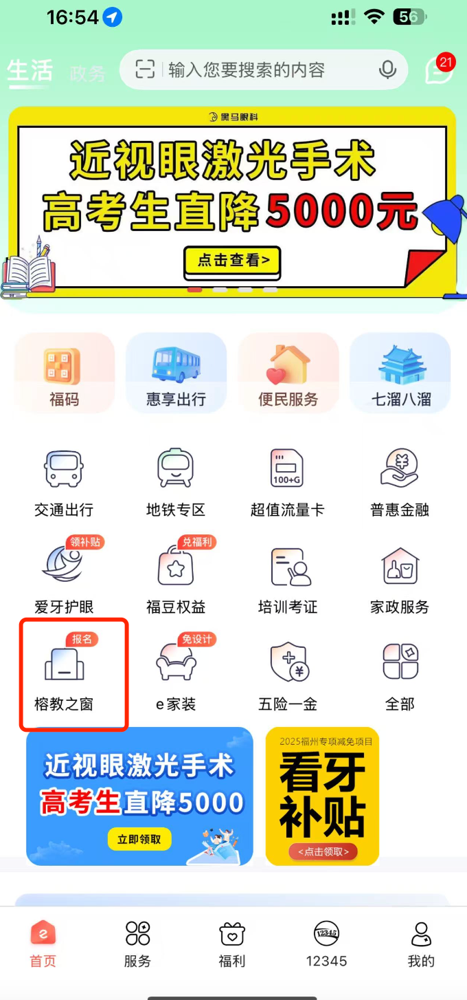 16:54
56
生活
政务
输入您要搜索的内容
21
黑马眼科
近视眼激光手术
高考生直降5000元
点击查看>
福码
惠享出行
便民服务
七溜八溜
100+G
交通出行
地铁专区
超值流量卡
普惠金融
领补贴
兑福利
爱牙护眼
福豆权益
培训考证
家政服务
报名
免设计
榕教之窗
e家装
五险一金
全部
近视眼激光手术
高考生直降5000
立即领取
2025福州专项减免项目
看牙
补贴
<点击领取>
12345
首页
服务
福利
12345
我的